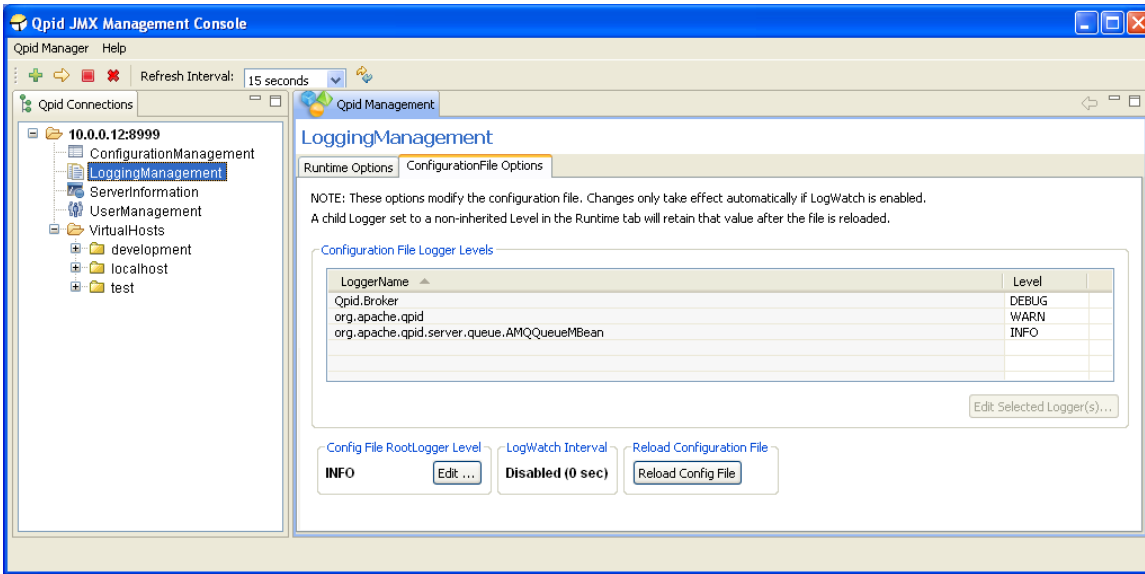 Qpid JMX Management Console
Qpid Manager Help
Refresh Interval: 15 seconds
Qpid Connections
10.0.0.12:8999
ConfigurationManagement
LoggingManagement
ServerInformation
UserManagement
VirtualHosts
development
localhost
test
Qpid Management
LoggingManagement
Runtime Options ConfigurationFile Options
NOTE: These options modify the configuration file. Changes only take effect automatically if LogWatch is enabled.
A child Logger set to a non-inherited Level in the Runtime tab will retain that value after the file is reloaded.
Configuration File Logger Levels
LoggerName Level
Qpid.Broker DEBUG
org.apache.qpid WARN
org.apache.qpid.server.queue.AMQQueueMBean INFO
Edit Selected Logger(s)...
Config File RootLogger Level LogWatch Interval Reload Configuration File
INFO Edit ... Disabled (0 sec) Reload Config File